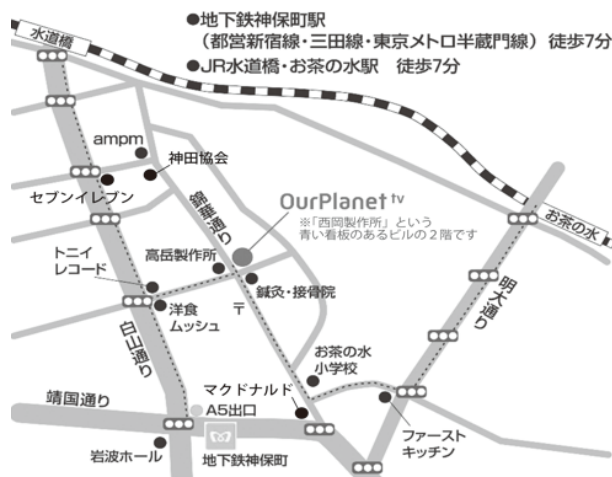 ●地下鉄神保町駅
（都営新宿線・三田線・東京メトロ半蔵門線）徒歩7分
●JR水道橋・お茶の水駅　徒歩7分
水道橋
ampm
神田協会
セブンイレブン
錦華通り
OurPlanet tv
※「西岡製作所」という
青い看板のあるビルの２階です
お茶の水
トニイ
レコード
高岳製作所
鍼灸・接骨院
〒
洋食
ムッシュ
明大通り
白山通り
お茶の水
小学校
靖国通り
A5出口
マクドナルド
ファースト
キッチン
岩波ホール
地下鉄神保町